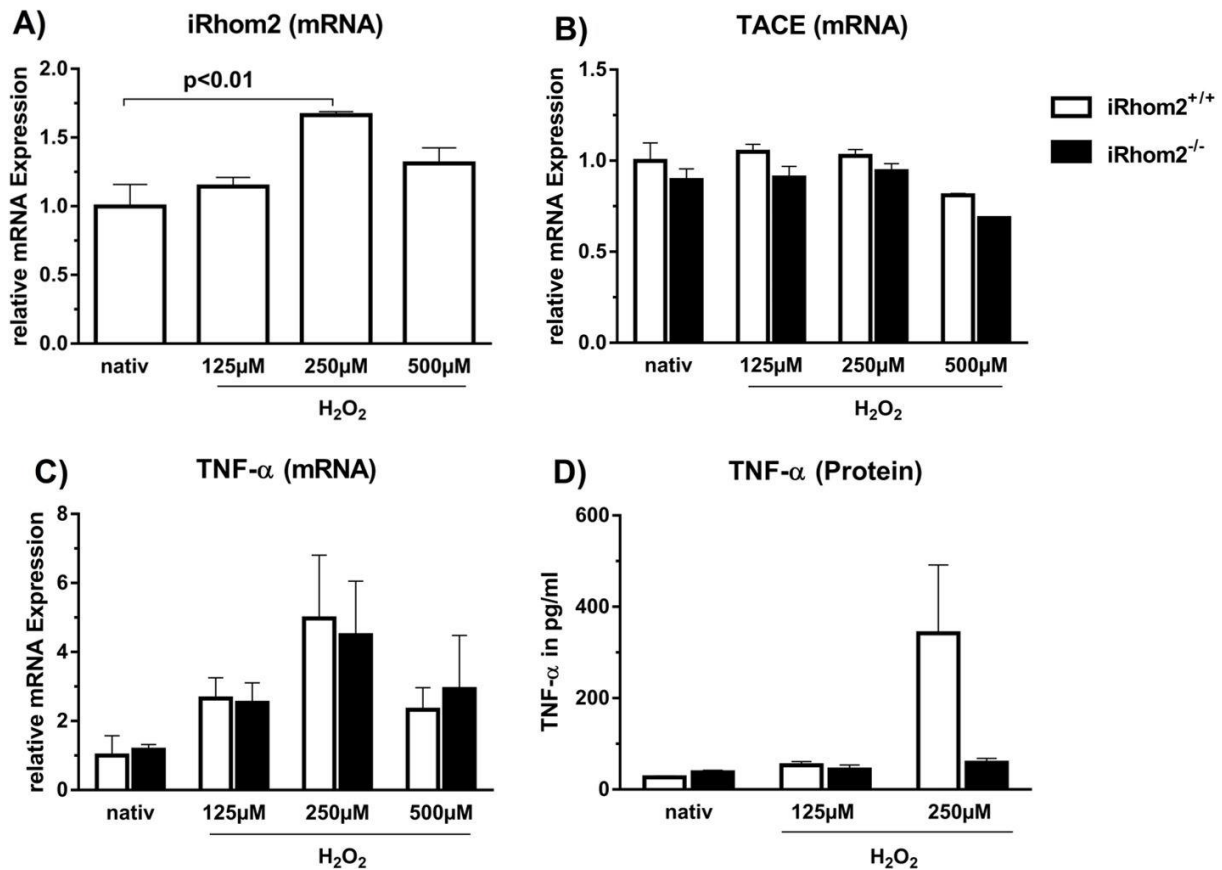 A) iRhom2 (mRNA)
relative mRNA Expression
2.0
1.5
1.0
0.5
0.0
p<0.01
nativ 125µM 250µM 500µM
H₂O₂
B) TACE (mRNA)
relative mRNA Expression
1.5
1.0
0.5
0.0
nativ 125µM 250µM 500µM
H₂O₂
iRhom2⁺/⁺
iRhom2⁻/⁻
C) TNF-α (mRNA)
relative mRNA Expression
8
6
4
2
0
nativ 125µM 250µM 500µM
H₂O₂
D) TNF-α (Protein)
TNF-α in pg/ml
600
400
200
0
nativ 125µM 250µM
H₂O₂